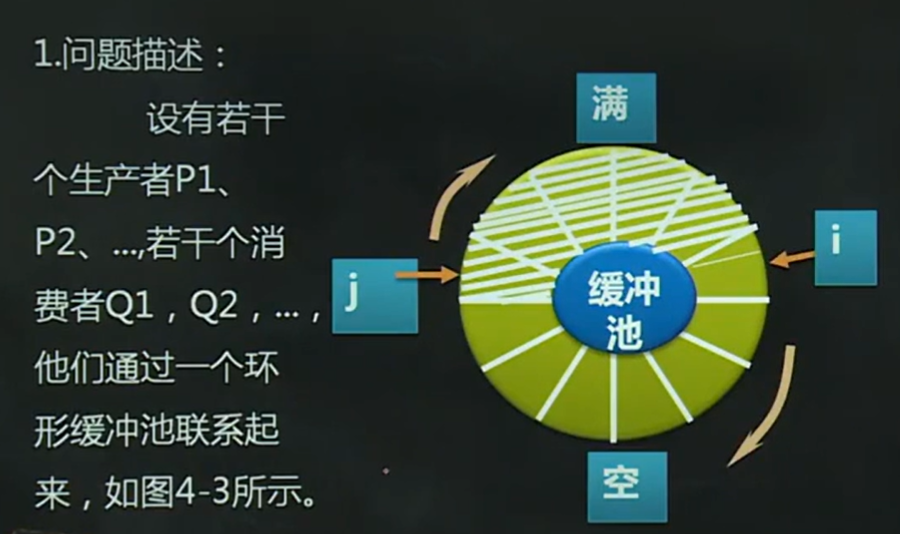 1.问题描述：
设有若干
个生产者P1、
P2、...,若干个消
费者Q1，Q2，...，
他们通过一个环
形缓冲池联系起
来，如图4-3所示。
满
i
j
缓冲
池
空